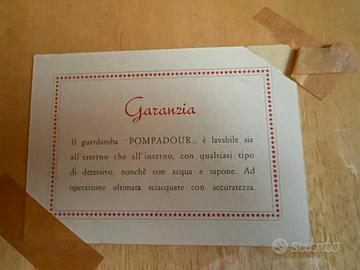 Garanzia
Il guardaroba "POMPADOUR„ è lavabile sia
all'esterno che all'interno, con qualsiasi tipo
di detersivo, nonchè con acqua e sapone. Ad
operazione ultimata sciacquare con accuratezza.
subito